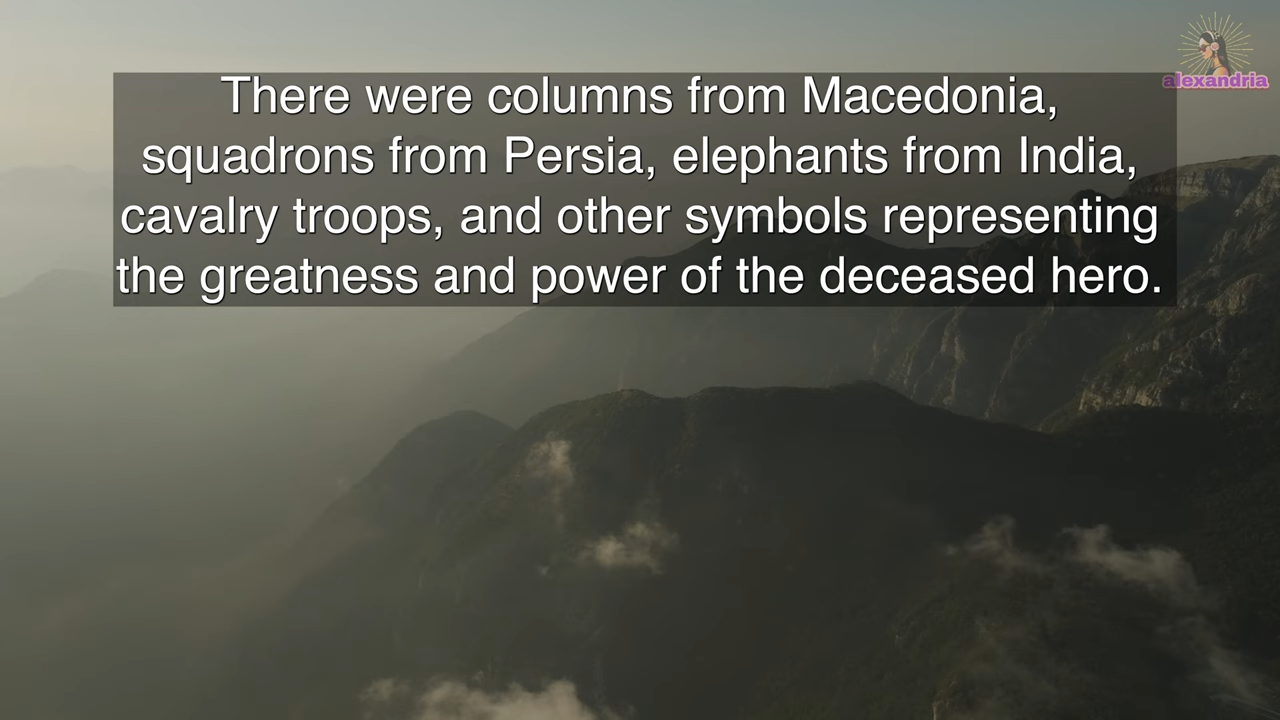 There were columns from Macedonia,
squadrons from Persia, elephants from India,
cavalry troops, and other symbols representing
the greatness and power of the deceased hero.
alexandria